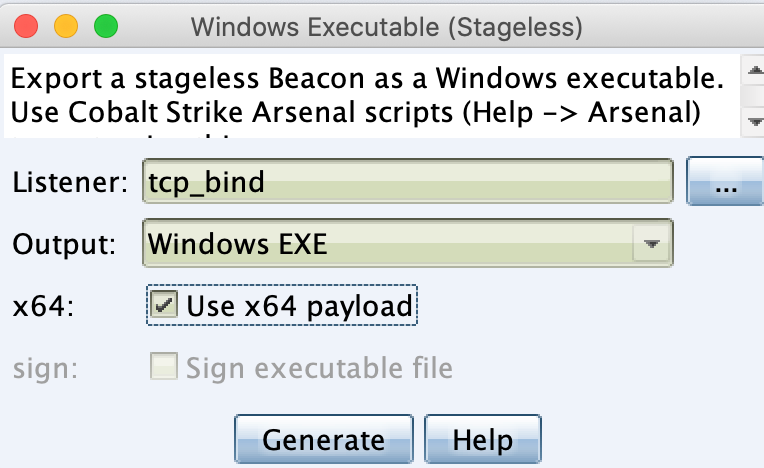 Windows Executable (Stageless)
Export a stageless Beacon as a Windows executable.
Use Cobalt Strike Arsenal scripts (Help -> Arsenal)
Listener: tcp_bind ...
Output: Windows EXE
x64: Use x64 payload
sign: Sign executable file
Generate Help